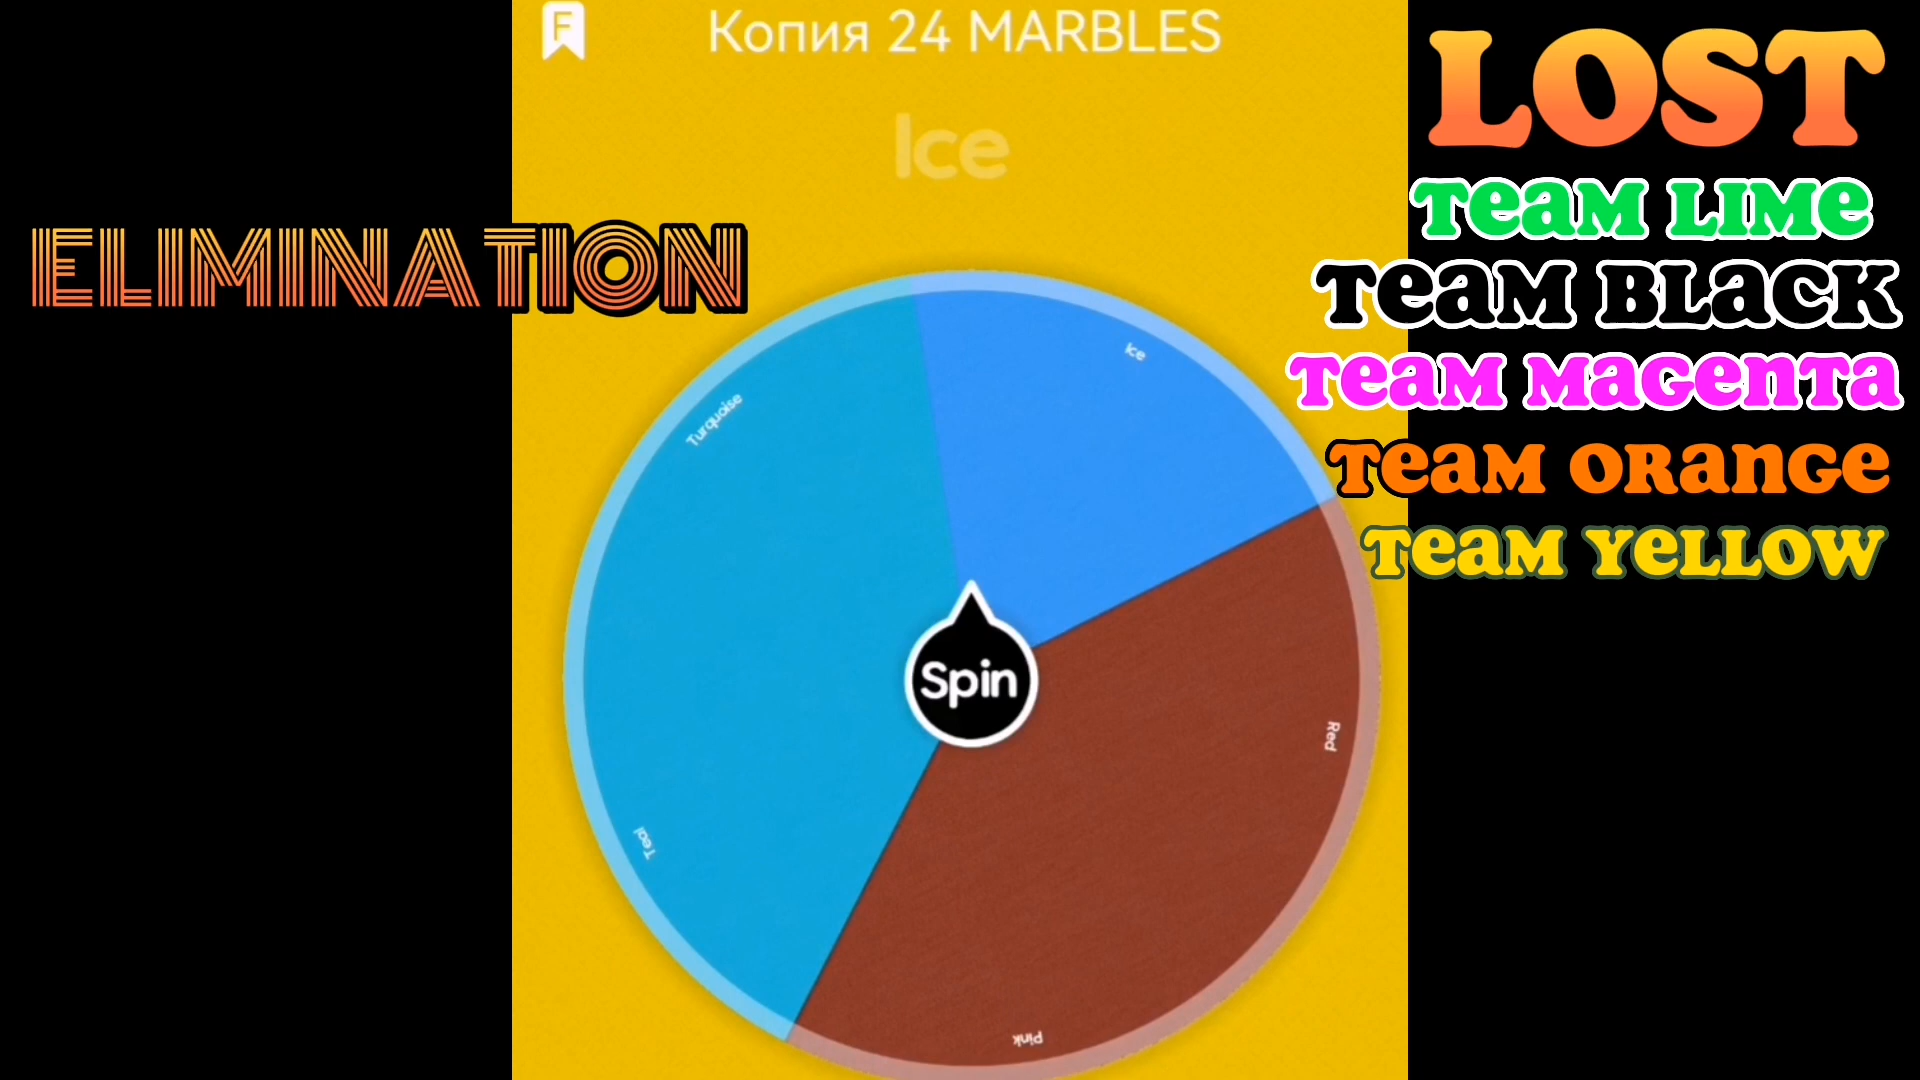 F
Копия 24 MARBLES
LOST
Ice
TEAM LIME
ELIMINATION
TEAM BLACK
Ice
TEAM MAGENTA
Turquoise
TEAM ORANGE
TEAM YELLOW
Spin
Red
Teal
Pink